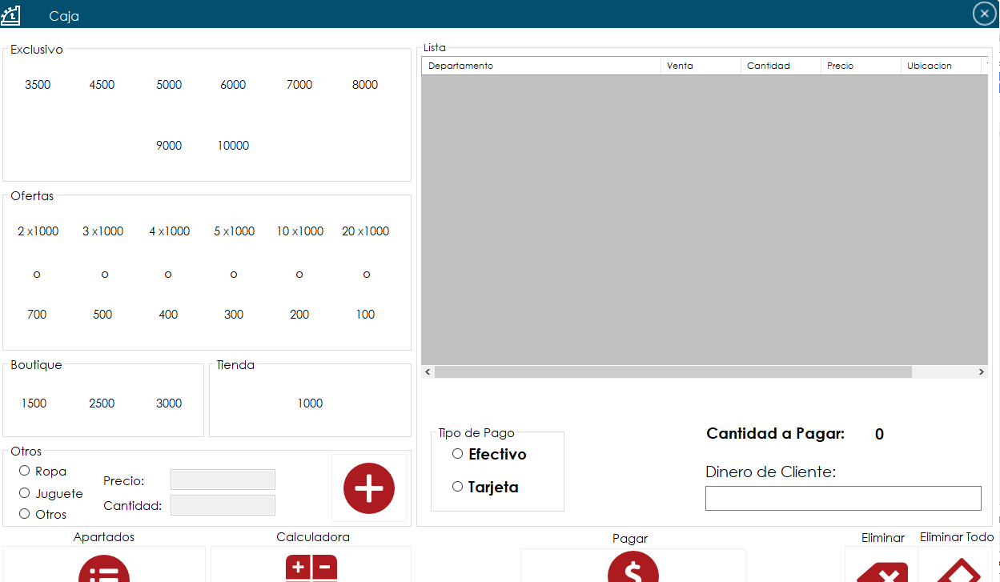 Caja
Exclusivo
3500 4500 5000 6000 7000 8000
9000 10000
Ofertas
2 x1000 3 x1000 4 x1000 5 x1000 10 x1000 20 x1000
o o o o o o
700 500 400 300 200 100
Boutique
1500 2500 3000
Tienda
1000
Otros
Ropa
Juguete
Otros
Precio:
Cantidad:
Apartados
Calculadora
Lista
Departamento Venta Cantidad Precio Ubicacion
Tipo de Pago
Efectivo
Tarjeta
Cantidad a Pagar: 0
Dinero de Cliente:
Pagar
Eliminar
Eliminar Todo